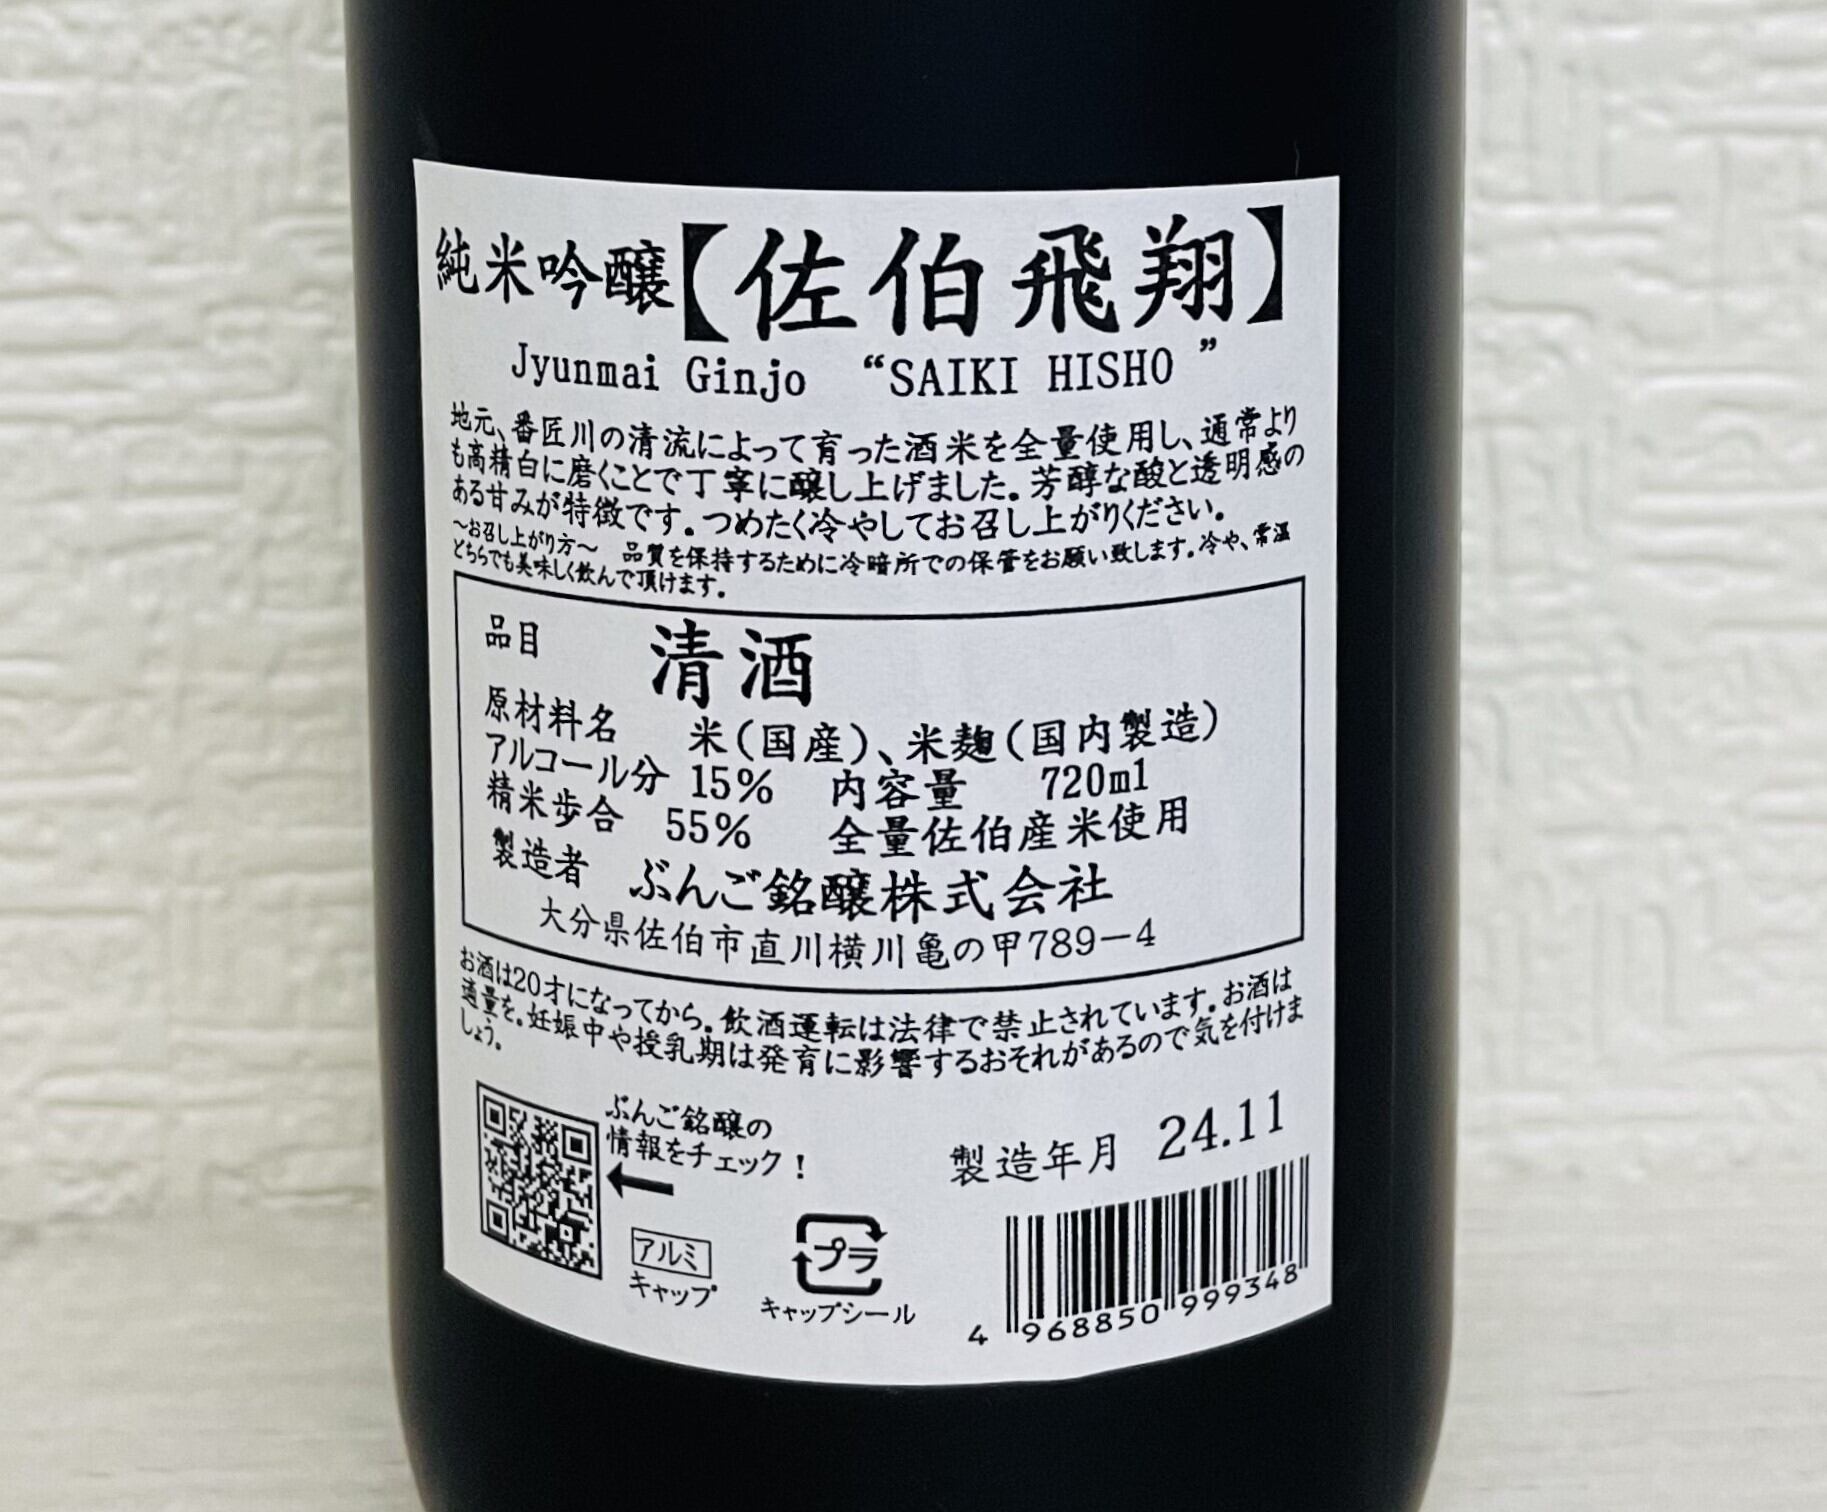 純米吟醸【佐伯飛翔】
Jyunmai Ginjo “SAIKI HISHO ”
地元、番匠川の清流によって育った酒米を全量使用し、通常より
も高精白に磨くことで丁寧に醸し上げました。芳醇な酸と透明感の
ある甘みが特徴です。つめたく冷やしてお召し上がりください。
～お召し上がり方～ 品質を保持するために冷暗所での保管をお願い致します。冷や、常温
どちらでも美味しく飲んで頂けます。
品目 清酒
原材料名 米(国産)、米麹(国内製造)
アルコール分 15% 内容量 720ml
精米歩合 55% 全量佐伯産米使用
製造者 ぶんご銘醸株式会社
大分県佐伯市直川横川亀の甲789－4
お酒は20才になってから。飲酒運転は法律で禁止されています。お酒は
適量を。妊娠中や授乳期は発育に影響するおそれがあるので気を付けま
しょう。
ぶんご銘醸の
情報をチェック！
製造年月 24.11
アルミ
キャップ
プラ
キャップシール
4 968850 999348